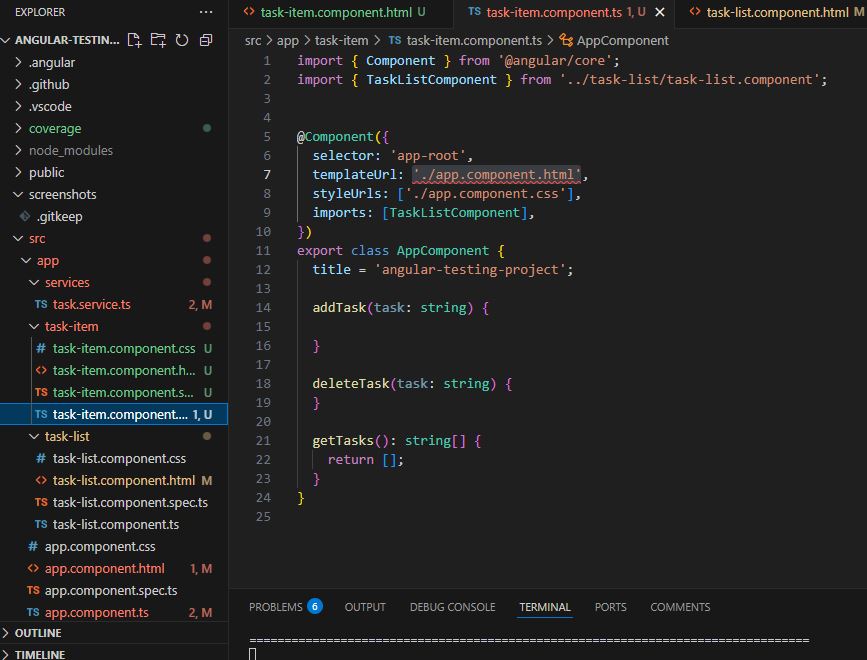 EXPLORER ...
ANGULAR-TESTIN...
.angular
.github
.vscode
coverage
node_modules
public
screenshots
.gitkeep
src
app
services
TS task.service.ts 2, M
task-item
# task-item.component.css U
<> task-item.component.h... U
TS task-item.component.s... U
TS task-item.component.... 1, U
task-list
# task-list.component.css
<> task-list.component.html M
TS task-list.component.spec.ts
TS task-list.component.ts
# app.component.css
<> app.component.html 1, M
TS app.component.spec.ts
TS app.component.ts 2, M
OUTLINE
TIMELINE
<> task-item.component.html U TS task-item.component.ts 1, U × <> task-list.component.html M
src > app > task-item > TS task-item.component.ts > AppComponent
1 import { Component } from '@angular/core';
2 import { TaskListComponent } from '../task-list/task-list.component';
3
4
5 @Component({
6 selector: 'app-root',
7 templateUrl: './app.component.html',
8 styleUrls: ['./app.component.css'],
9 imports: [TaskListComponent],
10 })
11 export class AppComponent {
12 title = 'angular-testing-project';
13
14 addTask(task: string) {
15
16 }
17
18 deleteTask(task: string) {
19 }
20
21 getTasks(): string[] {
22 return [];
23 }
24 }
25
PROBLEMS 6 OUTPUT DEBUG CONSOLE TERMINAL PORTS COMMENTS
================================================================================